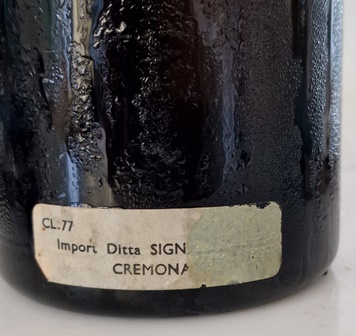 CL.77
Import Ditta SIGN
CREMONA